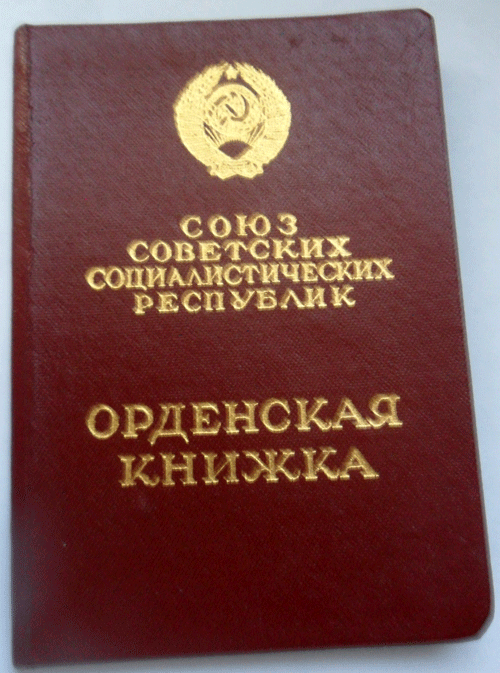 СОЮЗ
СОВЕТСКИХ
СОЦИАЛИСТИЧЕСКИХ
РЕСПУБЛИК
ОРДЕНСКАЯ
КНИЖКА